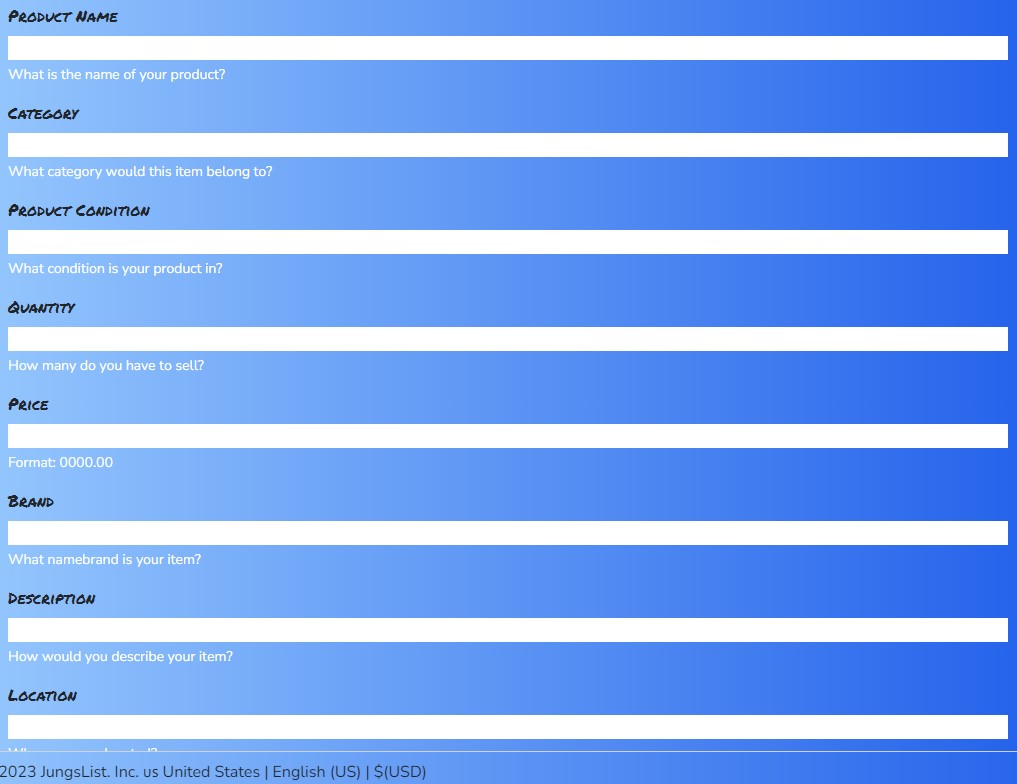 Product Name
What is the name of your product?
Category
What category would this item belong to?
Product Condition
What condition is your product in?
Quantity
How many do you have to sell?
Price
Format: 0000.00
Brand
What namebrand is your item?
Description
How would you describe your item?
Location
2023 JungsList. Inc. us United States | English (US) | $(USD)